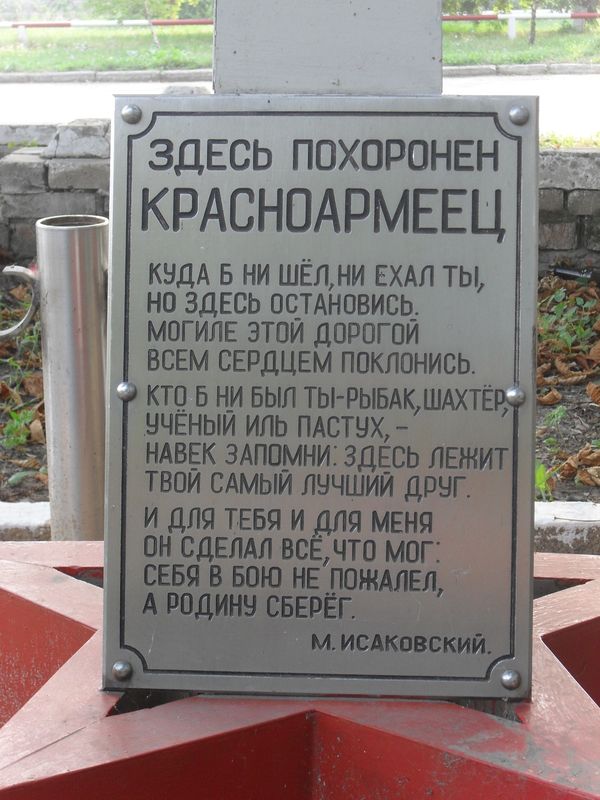 ЗДЕСЬ ПОХОРОНЕН
КРАСНОАРМЕЕЦ
КУДА Б НИ ШЁЛ, НИ ЕХАЛ ТЫ,
НО ЗДЕСЬ ОСТАНОВИСЬ.
МОГИЛЕ ЭТОЙ ДОРОГОЙ
ВСЕМ СЕРДЦЕМ ПОКЛОНИСЬ.
КТО Б НИ БЫЛ ТЫ-РЫБАК, ШАХТЁР,
УЧЁНЫЙ ИЛЬ ПАСТУХ, –
НАВЕК ЗАПОМНИ: ЗДЕСЬ ЛЕЖИТ
ТВОЙ САМЫЙ ЛУЧШИЙ ДРУГ.
И ДЛЯ ТЕБЯ И ДЛЯ МЕНЯ
ОН СДЕЛАЛ ВСЁ, ЧТО МОГ:
СЕБЯ В БОЮ НЕ ПОЖАЛЕЛ,
А РОДИНУ СБЕРЁГ.
М. ИСАКОВСКИЙ.